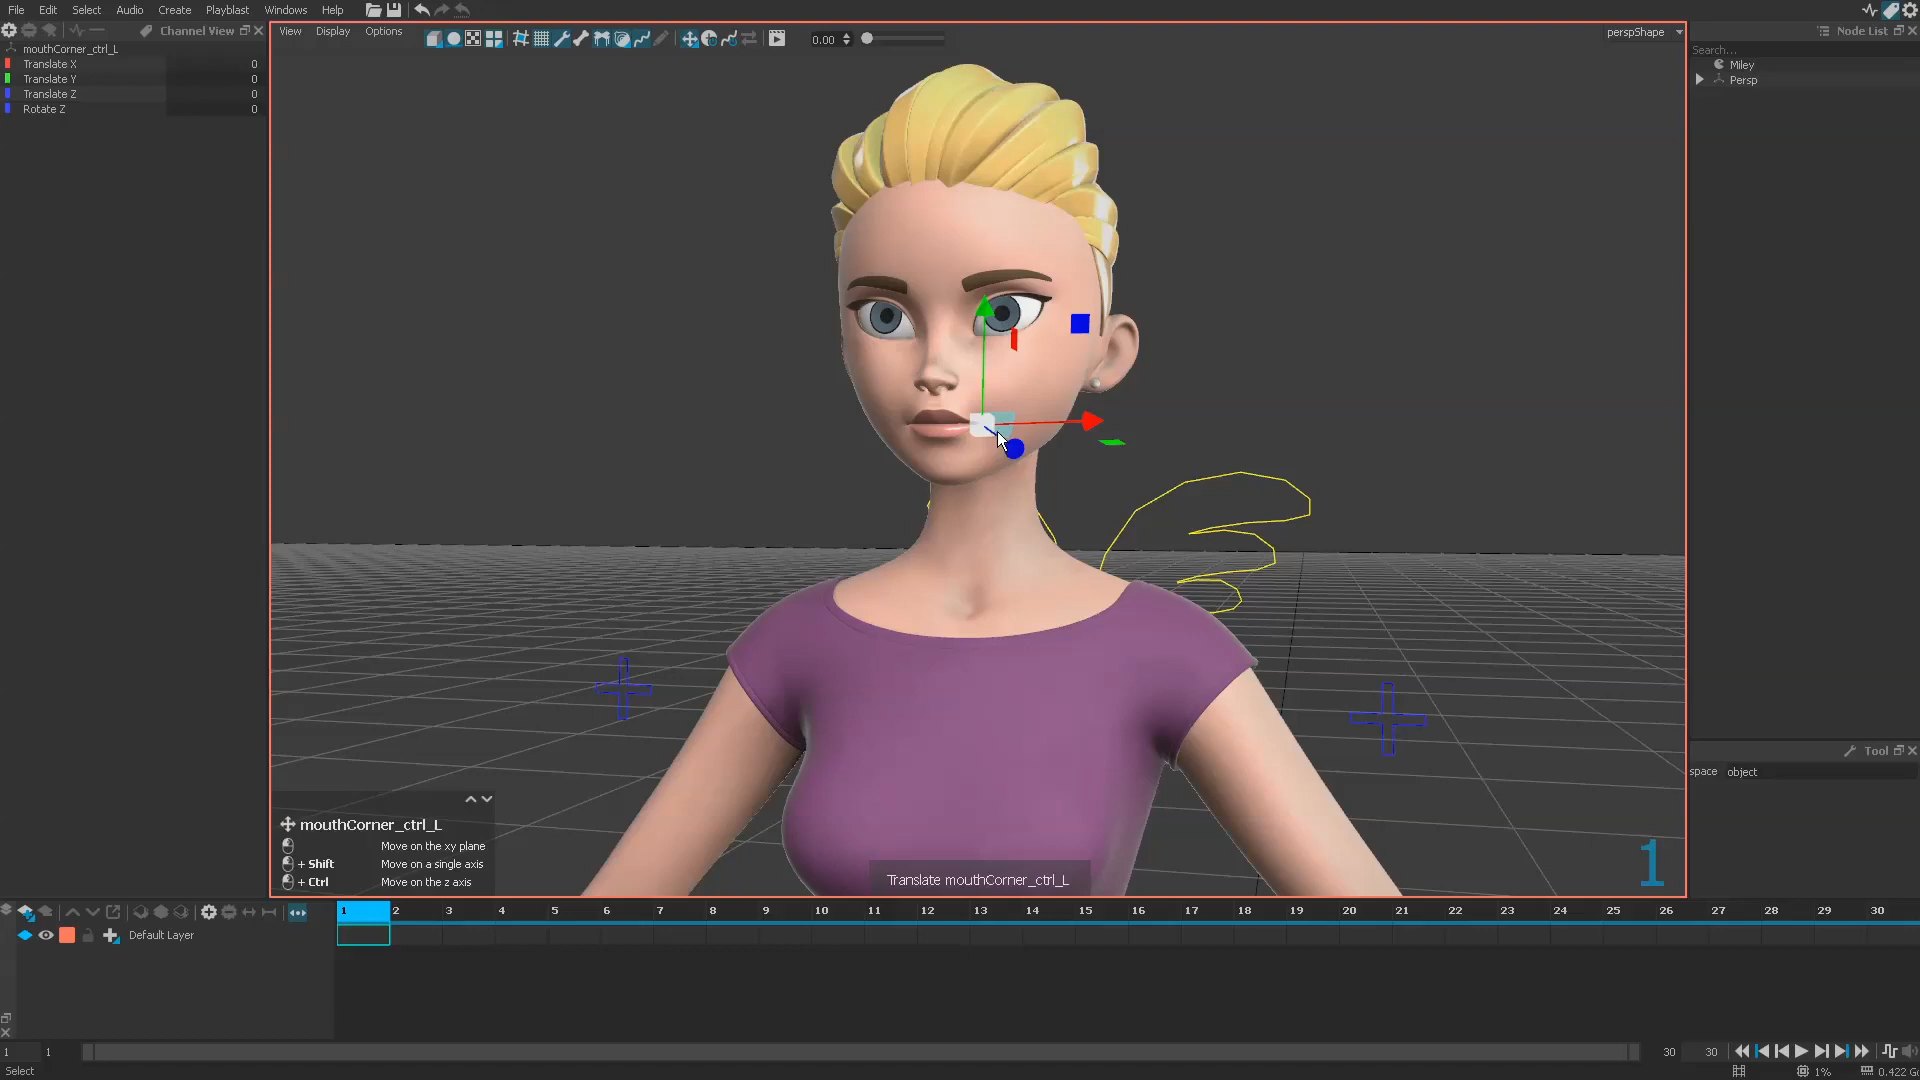 File Edit Select Audio Create Playblast Windows Help
Channel View
View Display Options
0.00
perspShape
Node List
mouthCorner_ctrl_L
Search...
Translate X 0
Translate Y 0
Translate Z 0
Rotate Z 0
Miley
Persp
Tool
space object
mouthCorner_ctrl_L
Move on the xy plane
+ Shift Move on a single axis
+ Ctrl Move on the z axis
Translate mouthCorner_ctrl_L
1
1 2 3 4 5 6 7 8 9 10 11 12 13 14 15 16 17 18 19 20 21 22 23 24 25 26 27 28 29 30
Default Layer
1 1 30 30
Select 1% 0.422 G